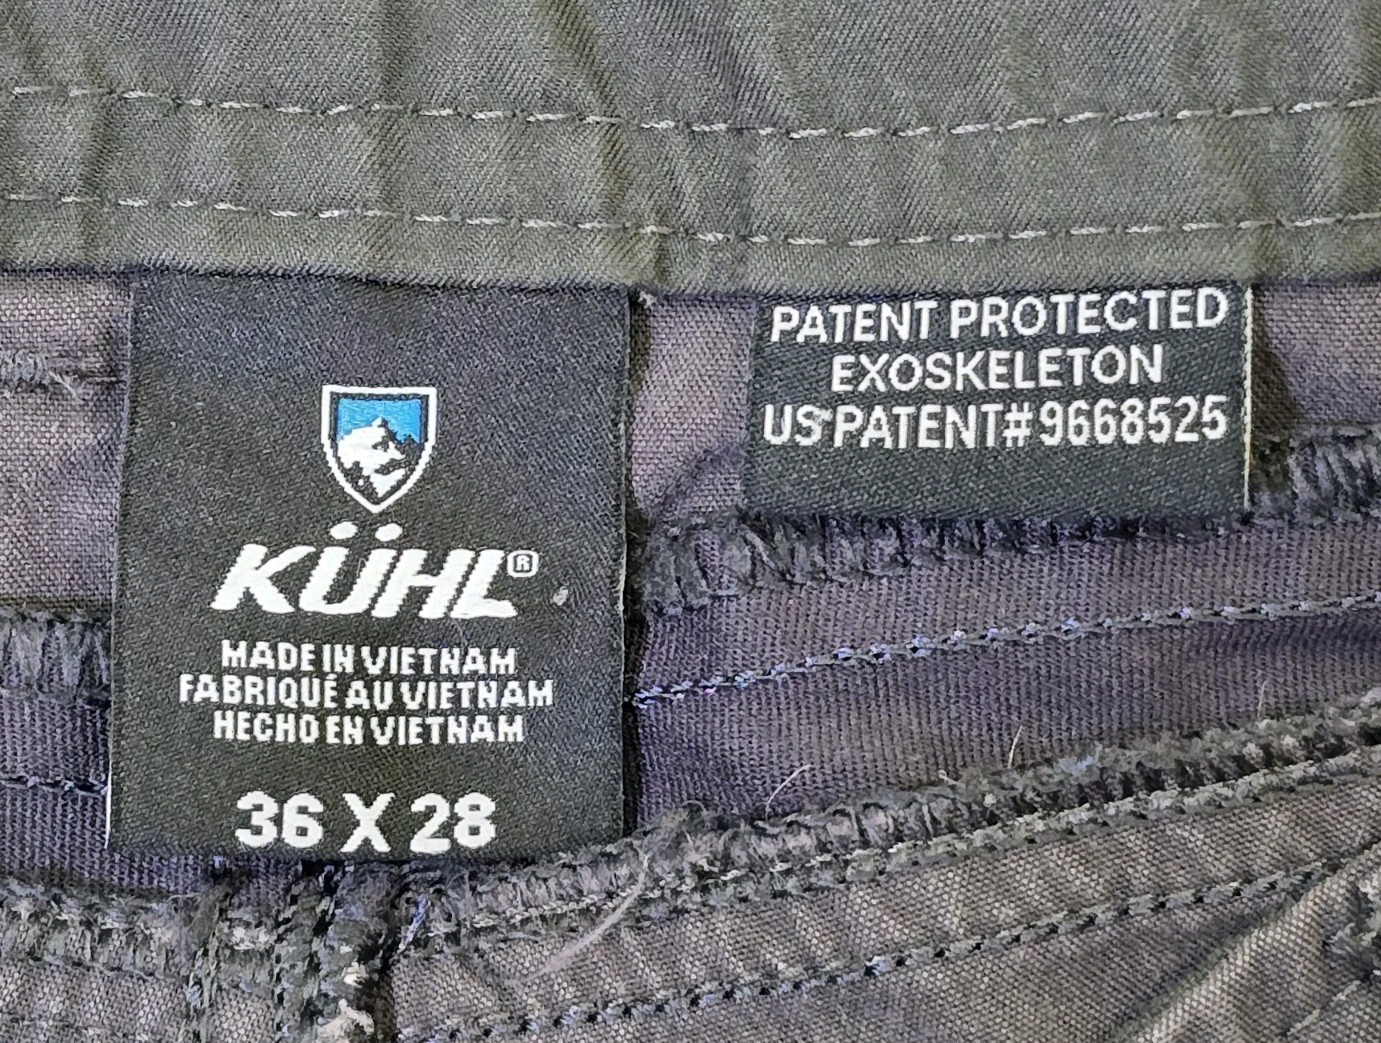 KÜHL®
MADE IN VIETNAM
FABRIQUÉ AU VIETNAM
HECHO EN VIETNAM
36 X 28
PATENT PROTECTED
EXOSKELETON
US PATENT# 9668525